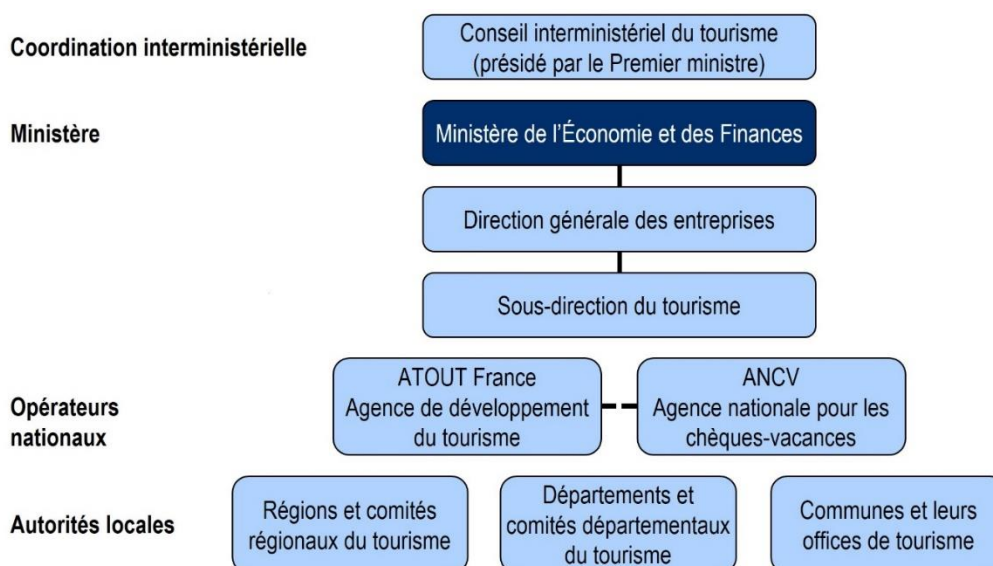 Coordination interministérielle
Conseil interministériel du tourisme
(présidé par le Premier ministre)
Ministère
Ministère de l'Économie et des Finances
Direction générale des entreprises
Sous-direction du tourisme
Opérateurs
nationaux
ATOUT France
Agence de développement
du tourisme
ANCV
Agence nationale pour les
chèques-vacances
Autorités locales
Régions et comités
régionaux du tourisme
Départements et
comités départementaux
du tourisme
Communes et leurs
offices de tourisme